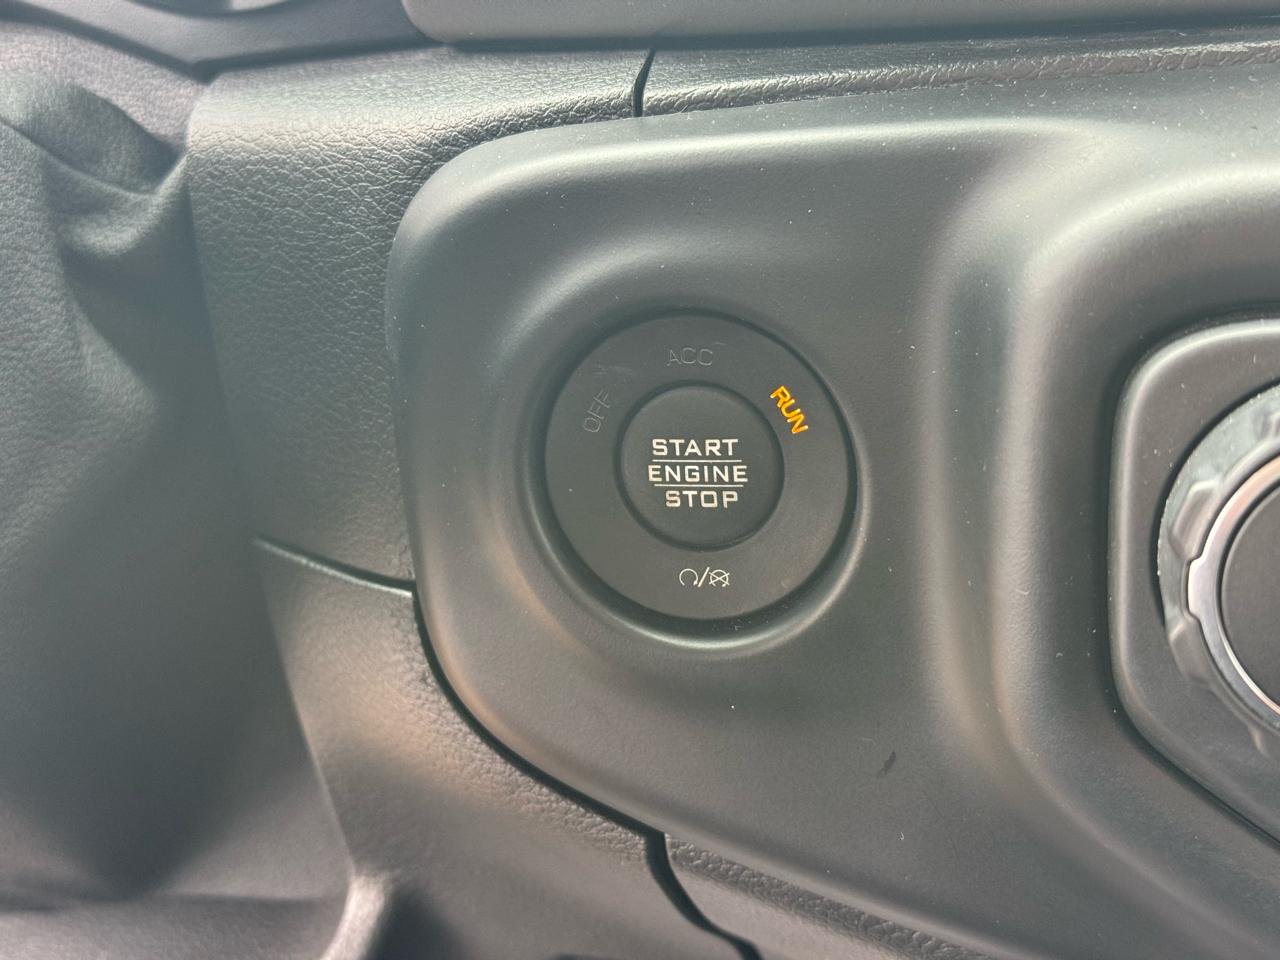 ACC
OFF
RUN
START
ENGINE
STOP